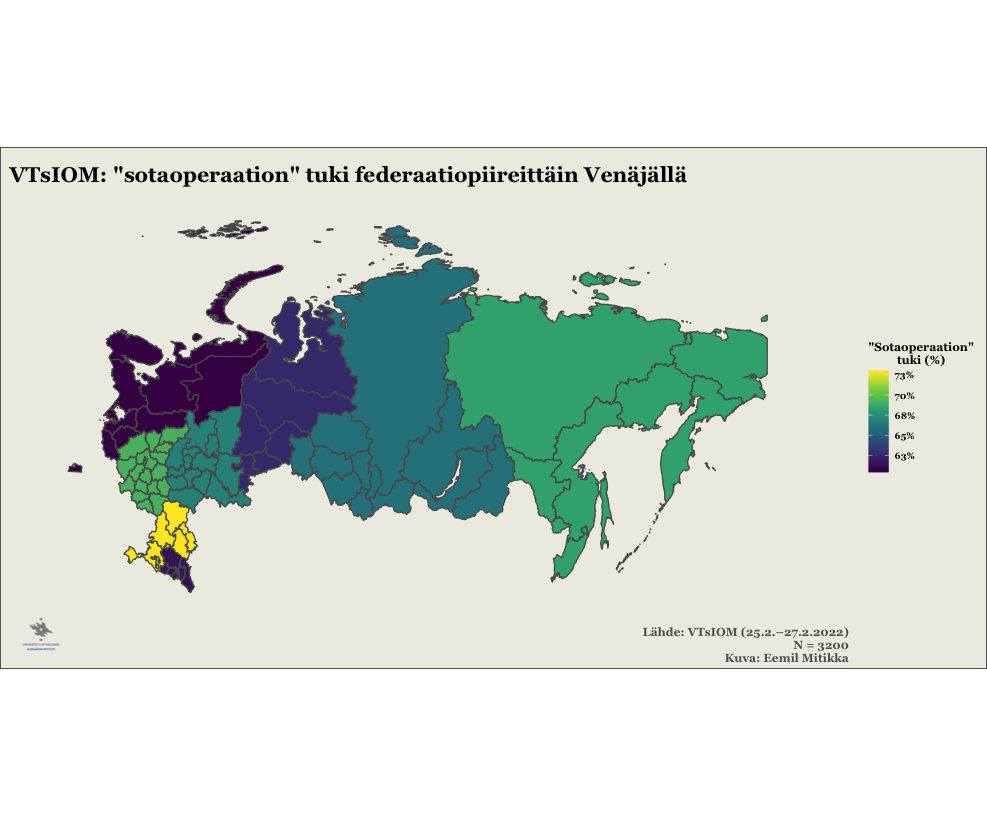 VTsIOM: "sotaoperaation" tuki federaatiopiireittäin Venäjällä
"Sotaoperaation"
tuki (%)
73%
70%
68%
65%
63%
Lähde: VTsIOM (25.2.–27.2.2022)
N = 3200
Kuva: Eemil Mitikka
UNIVERSITY OF HELSINKI